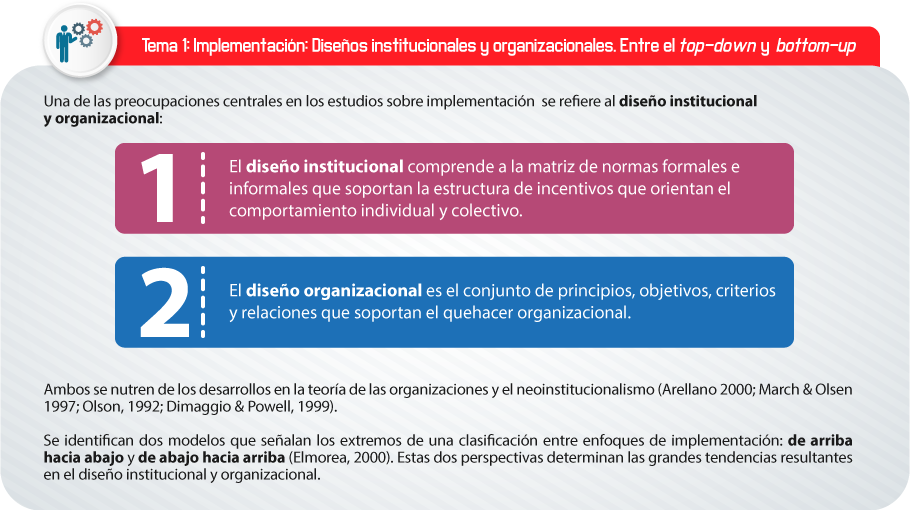 Tema 1: Implementación: Diseños institucionales y organizacionales. Entre el top-down y bottom-up
Una de las preocupaciones centrales en los estudios sobre implementación se refiere al diseño institucional
y organizacional:
1
El diseño institucional comprende a la matriz de normas formales e
informales que soportan la estructura de incentivos que orientan el
comportamiento individual y colectivo.
2
El diseño organizacional es el conjunto de principios, objetivos, criterios
y relaciones que soportan el quehacer organizacional.
Ambos se nutren de los desarrollos en la teoría de las organizaciones y el neoinstitucionalismo (Arellano 2000; March & Olsen
1997; Olson, 1992; Dimaggio & Powell, 1999).
Se identifican dos modelos que señalan los extremos de una clasificación entre enfoques de implementación: de arriba
hacia abajo y de abajo hacia arriba (Elmorea, 2000). Estas dos perspectivas determinan las grandes tendencias resultantes
en el diseño institucional y organizacional.